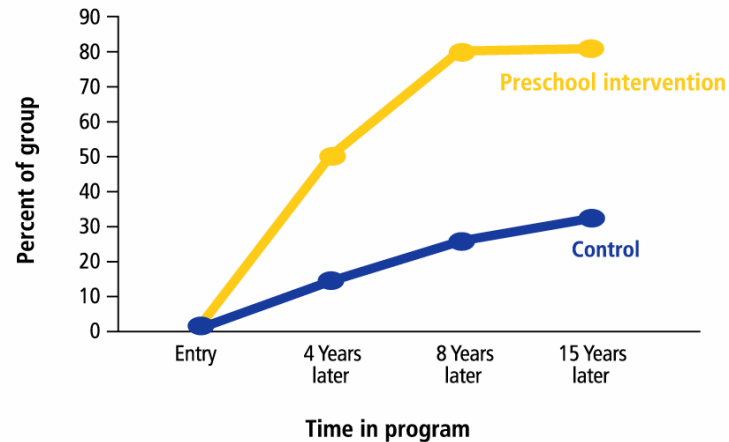 90
80
70
60
50
40
30
20
10
0
Percent of group
Preschool intervention
Control
Entry
4 Years
later
8 Years
later
15 Years
later
Time in program